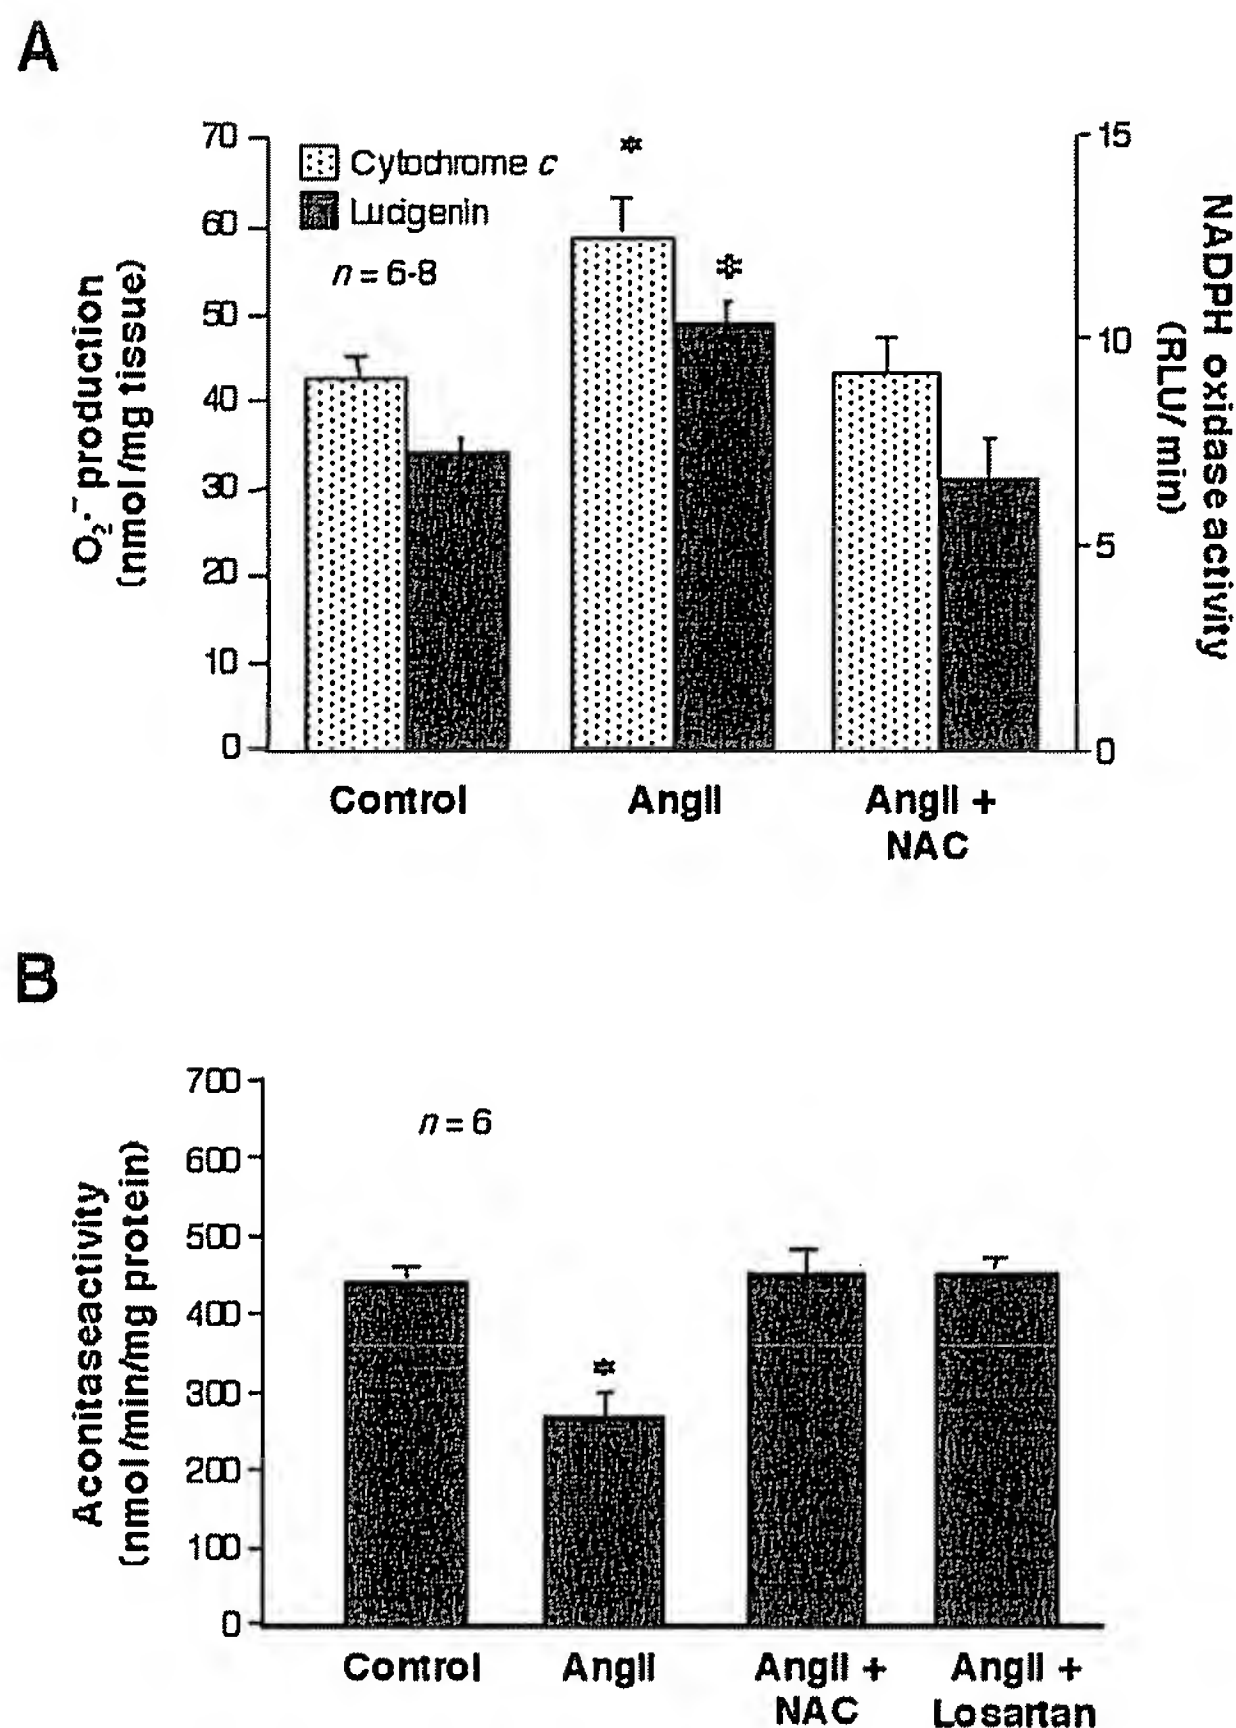 A
70
60
50
40
30
20
10
0
O₂·⁻ production
(nmol/mg tissue)
Cytochrome c
Lucigenin
n = 6-8
*
*
15
10
5
0
NADPH oxidase activity
(RLU/min)
Control
AngII
AngII +
NAC
B
700
600
500
400
300
200
100
0
Aconitaseactivity
(nmol/min/mg protein)
n = 6
*
Control
AngII
AngII +
NAC
AngII +
Losartan